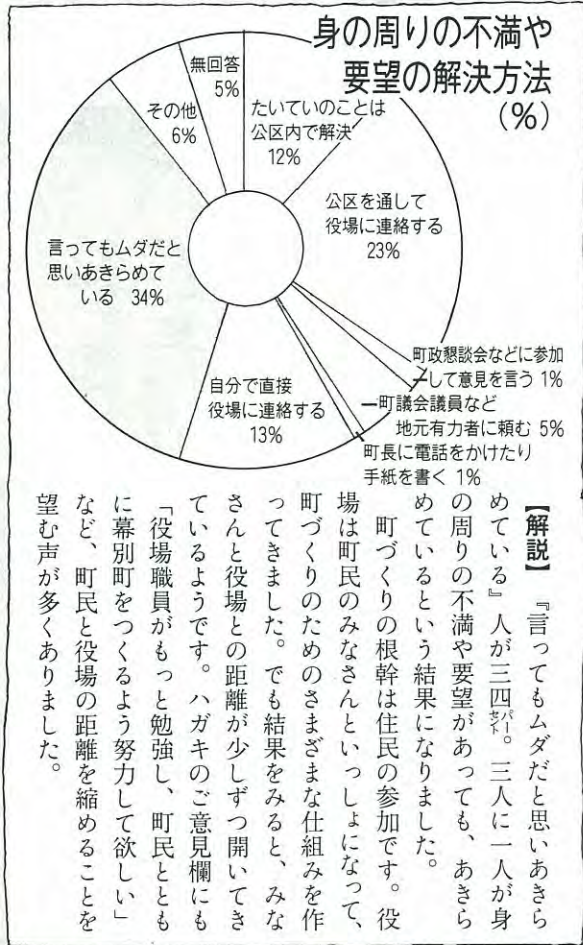 身の周りの不満や
要望の解決方法
(%)
たいていのことは
公区内で解決
12%
公区を通して
役場に連絡する
23%
町政懇談会などに参加
して意見を言う 1%
町議会議員など
地元有力者に頼む 5%
町長に電話をかけたり
手紙を書く 1%
自分で直接
役場に連絡する
13%
言ってもムダだと
思いあきらめて
いる 34%
その他
6%
無回答
5%
【解説】 『言ってもムダだと思いあきら
めている』人が三四パーセント。三人に一人が身
の周りの不満や要望があっても、あきら
めているという結果になりました。
町づくりの根幹は住民の参加です。役
場は町民のみなさんといっしょになって、
町づくりのためのさまざまな仕組みを作
ってきました。でも結果をみると、みな
さんと役場との距離が少しずつ開いてき
ているようです。ハガキのご意見欄にも
「役場職員がもっと勉強し、町民ととも
に幕別町をつくるよう努力して欲しい」
など、町民と役場の距離を縮めることを
望む声が多くありました。